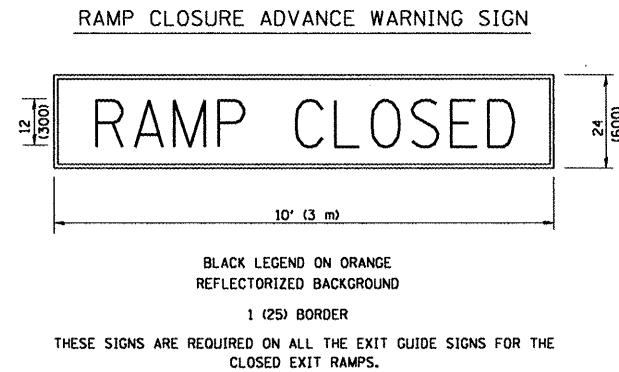 RAMP CLOSURE ADVANCE WARNING SIGN
RAMP CLOSED
12
(300)
24
(600)
10' (3 m)
BLACK LEGEND ON ORANGE
REFLECTORIZED BACKGROUND
1 (25) BORDER
THESE SIGNS ARE REQUIRED ON ALL THE EXIT GUIDE SIGNS FOR THE
CLOSED EXIT RAMPS.